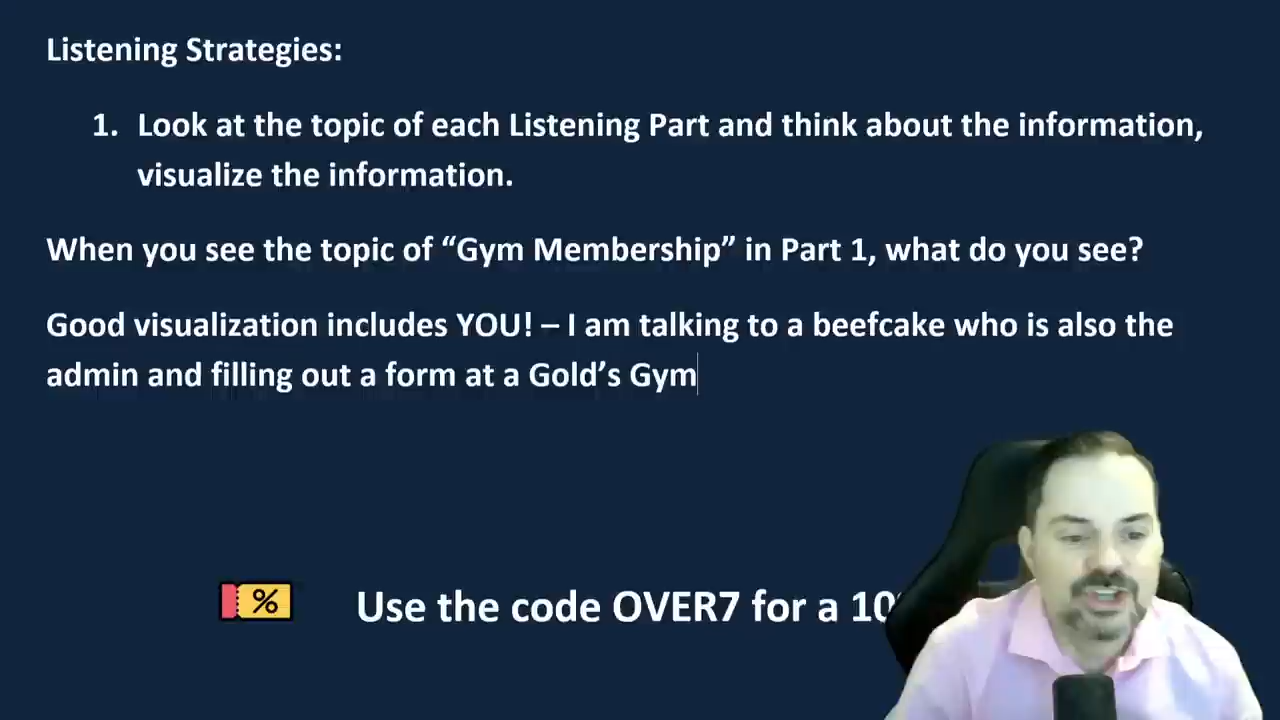 Listening Strategies:
1. Look at the topic of each Listening Part and think about the information,
visualize the information.
When you see the topic of “Gym Membership” in Part 1, what do you see?
Good visualization includes YOU! – I am talking to a beefcake who is also the
admin and filling out a form at a Gold’s Gym
%
Use the code OVER7 for a 10